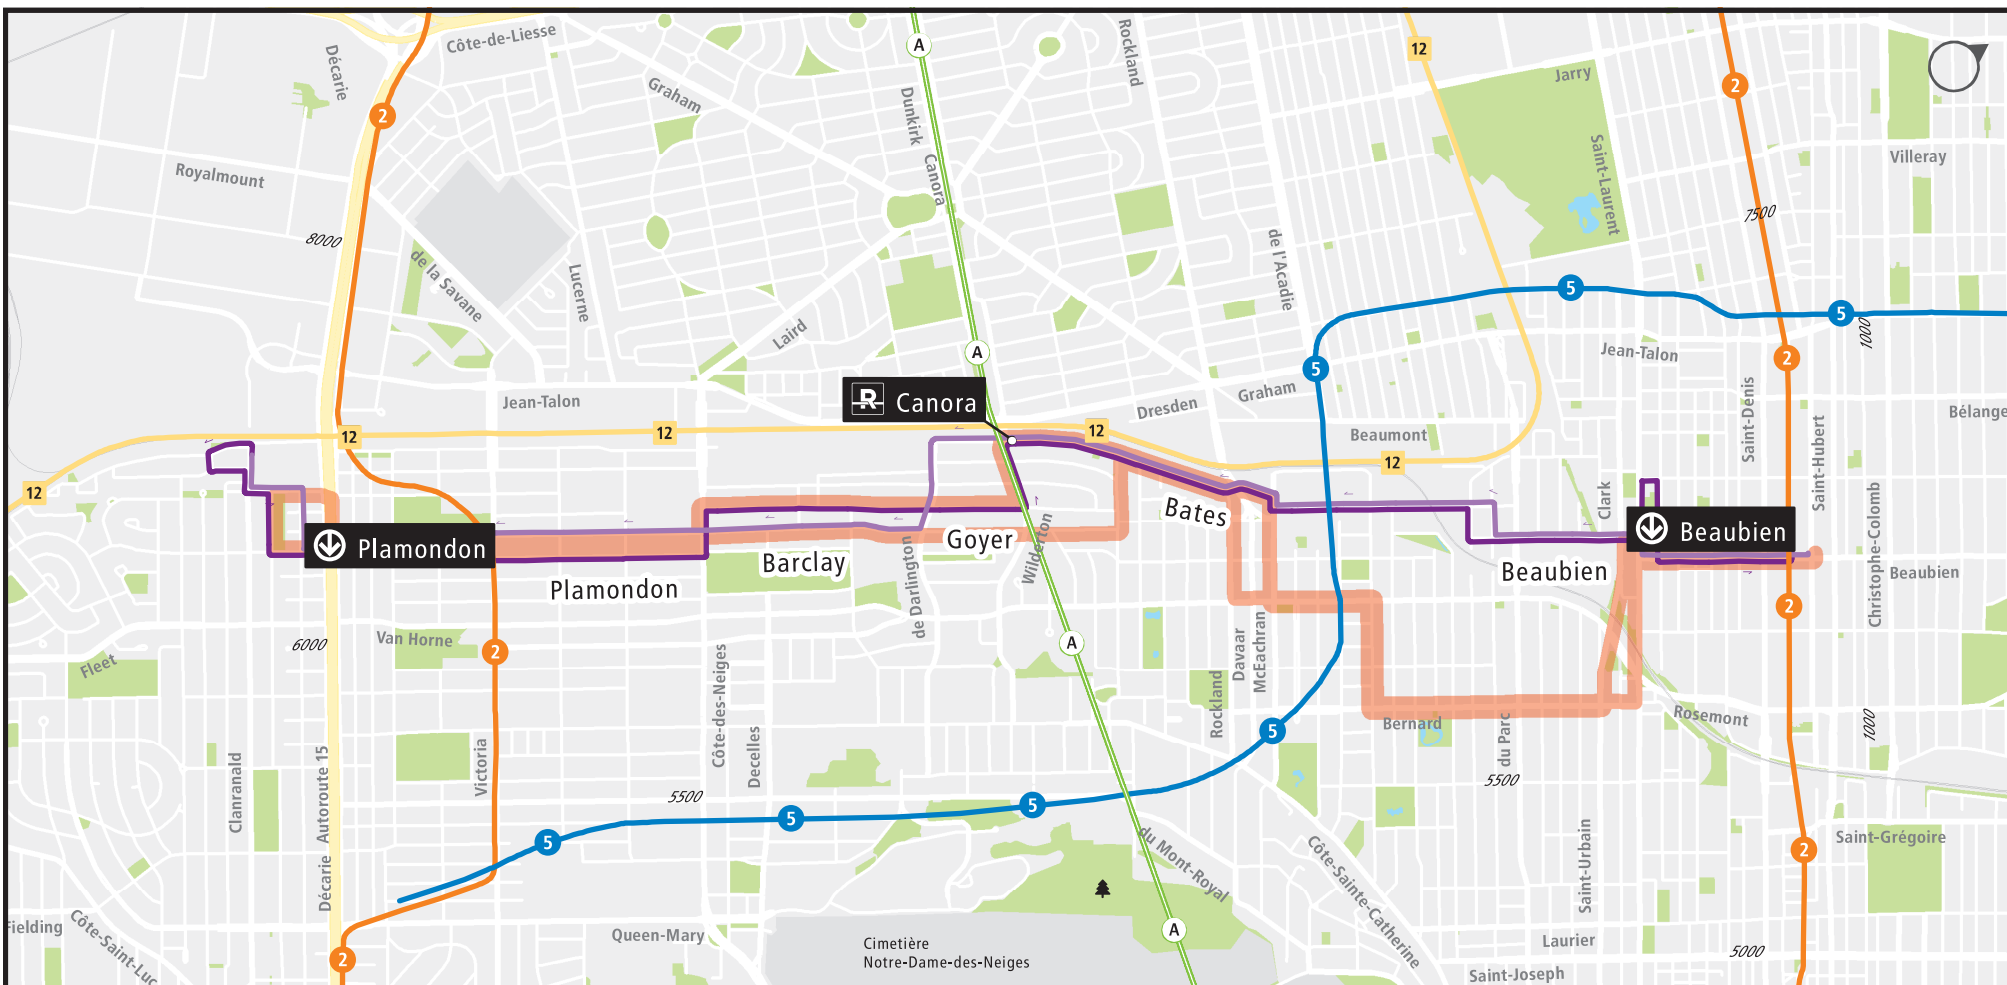 Côte-de-Liesse
Décarie
Graham
Dunkirk
Canora
Rockland
Jarry
Saint-Laurent
Villeray
Royalmount
8000
7500
1000
de la Savane
Lucerne
Laird
de l'Acadie
Jean-Talon
Jean-Talon
Dresden
Graham
Beaumont
Saint-Denis
Saint-Hubert
Bélange
R Canora
A
A
A
A
2
2
2
2
2
2
2
5
5
5
5
5
5
5
12
12
12
12
12
12
Plamondon
Beaubien
Plamondon
Barclay
Goyer
Bates
Beaubien
Beaubien
Clark
Christophe-Colomb
Wilderton
de Darlington
Van Horne
6000
Fleet
Côte-des-Neiges
Decelles
Victoria
Clanranald
Décarie
Autoroute 15
Davaar
McEachran
Rockland
Bernard
du Parc
Rosemont
1000
5500
5500
Saint-Urbain
Saint-Grégoire
du Mont-Royal
Côte-Sainte-Catherine
Fielding
Côte-Saint-Luc
Queen-Mary
Cimetière
Notre-Dame-des-Neiges
Laurier
Saint-Joseph
5000